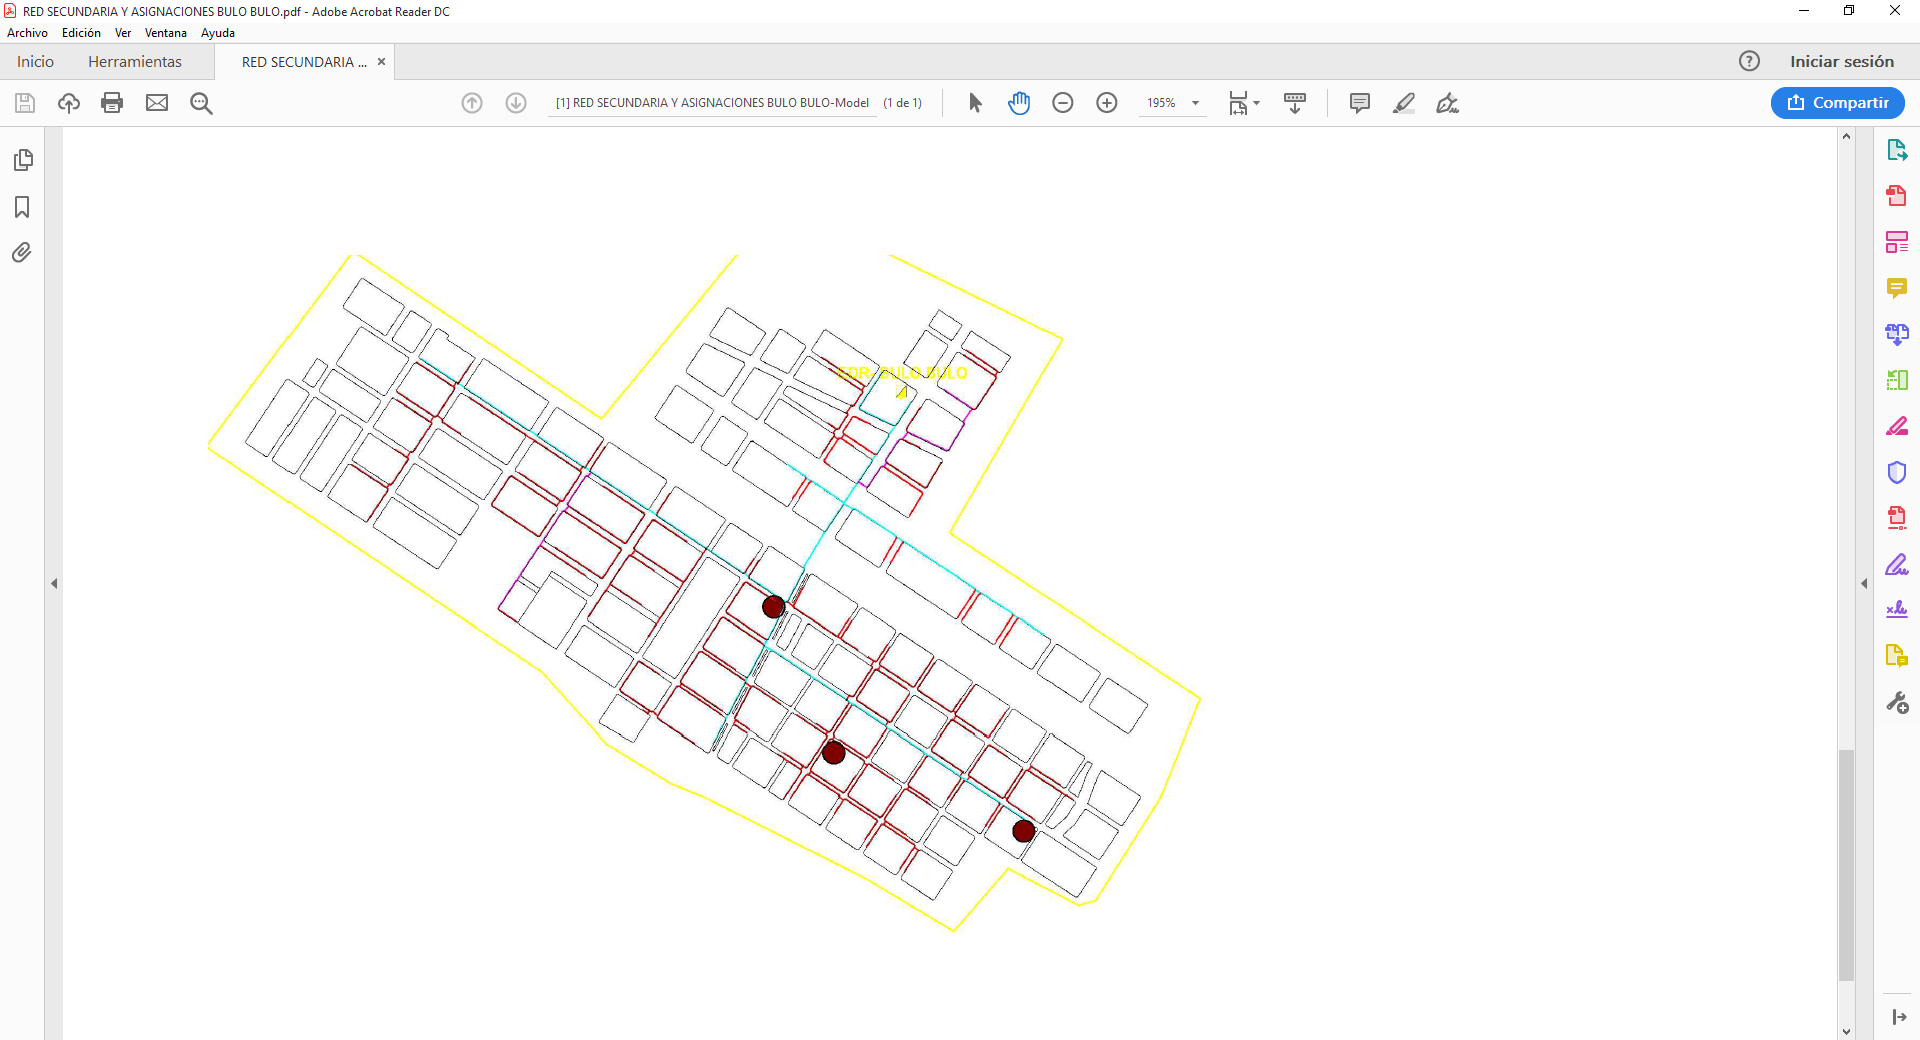 RED SECUNDARIA Y ASIGNACIONES BULO BULO.pdf - Adobe Acrobat Reader DC
Archivo Edición Ver Ventana Ayuda
Inicio Herramientas RED SECUNDARIA ... × ? Iniciar sesión
[1] RED SECUNDARIA Y ASIGNACIONES BULO BULO-Model (1 de 1) 195% Compartir
EDR- BULO BULO